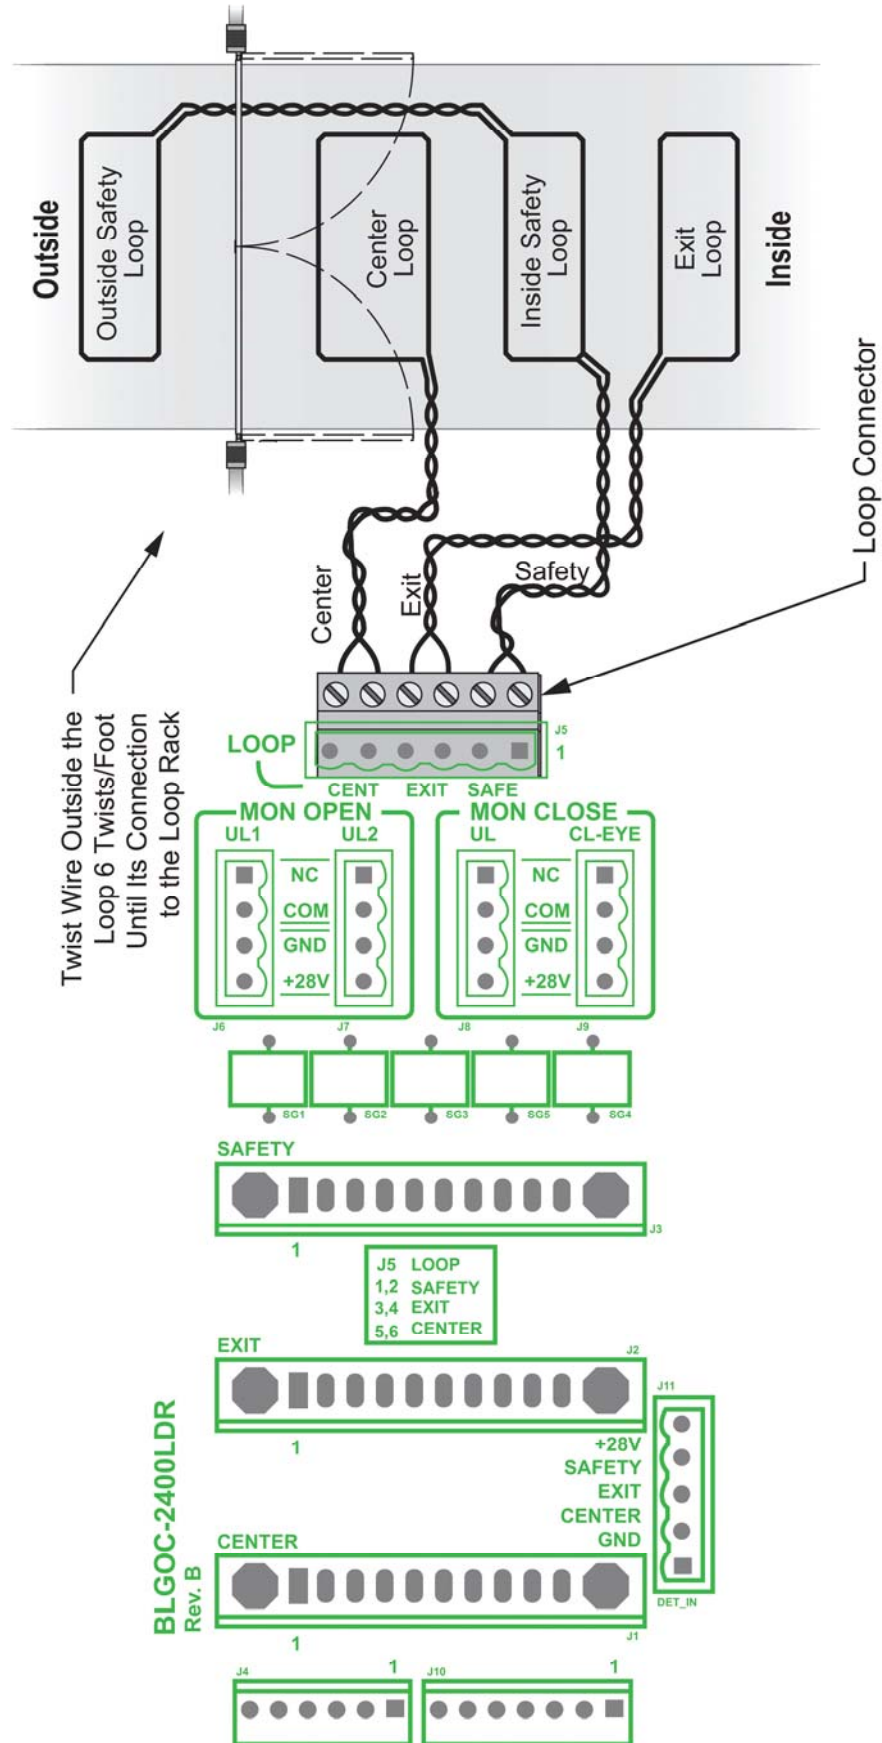 Outside
Outside Safety
Loop
Center
Loop
Inside Safety
Loop
Exit
Loop
Inside
Loop Connector
Center
Exit
Safety
Twist Wire Outside the
Loop 6 Twists/Foot
Until Its Connection
to the Loop Rack
J5
LOOP
1
CENT EXIT SAFE
MON OPEN
UL1 UL2
NC
COM
GND
+28V
J6 J7
MON CLOSE
UL CL-EYE
NC
COM
GND
+28V
J8 J9
SG1 SG2 SG3 SG5 SG4
SAFETY
J3
1
J5 LOOP
1,2 SAFETY
3,4 EXIT
5,6 CENTER
EXIT
J2
1
J11
+28V
SAFETY
EXIT
CENTER
GND
DET_IN
BLGOC-2400LDR
Rev. B
CENTER
J1
1
J4 1
J10 1